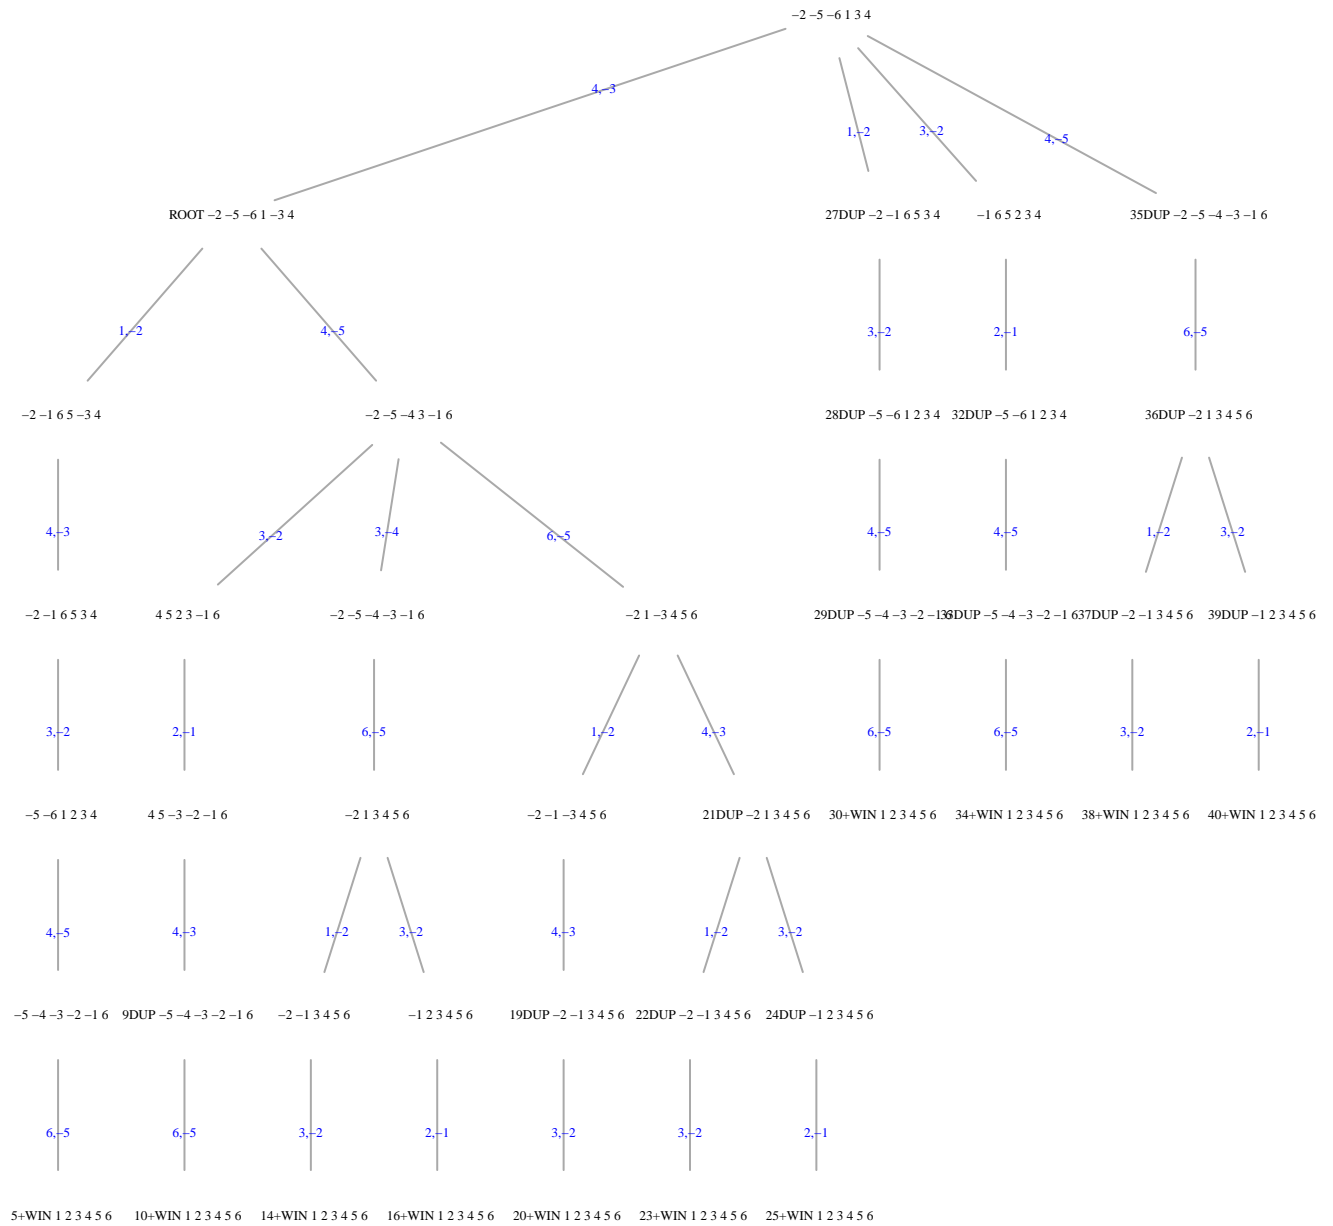 −2 −5 −6 1 3 4
4,−3
1,−2
3,−2
4,−5
ROOT −2 −5 −6 1 −3 4
27DUP −2 −1 6 5 3 4
−1 6 5 2 3 4
35DUP −2 −5 −4 −3 −1 6
1,−2
4,−5
3,−2
2,−1
6,−5
−2 −1 6 5 −3 4
−2 −5 −4 3 −1 6
28DUP −5 −6 1 2 3 4
32DUP −5 −6 1 2 3 4
36DUP −2 1 3 4 5 6
4,−3
3,−2
3,−4
6,−5
4,−5
4,−5
1,−2
3,−2
−2 −1 6 5 3 4
4 5 2 3 −1 6
−2 −5 −4 −3 −1 6
−2 1 −3 4 5 6
29DUP −5 −4 −3 −2 −1 6
33DUP −5 −4 −3 −2 −1 6
37DUP −2 −1 3 4 5 6
39DUP −1 2 3 4 5 6
3,−2
2,−1
6,−5
1,−2
4,−3
6,−5
6,−5
3,−2
2,−1
−5 −6 1 2 3 4
4 5 −3 −2 −1 6
−2 1 3 4 5 6
−2 −1 −3 4 5 6
21DUP −2 1 3 4 5 6
30+WIN 1 2 3 4 5 6
34+WIN 1 2 3 4 5 6
38+WIN 1 2 3 4 5 6
40+WIN 1 2 3 4 5 6
4,−5
4,−3
1,−2
3,−2
4,−3
1,−2
3,−2
−5 −4 −3 −2 −1 6
9DUP −5 −4 −3 −2 −1 6
−2 −1 3 4 5 6
−1 2 3 4 5 6
19DUP −2 −1 3 4 5 6
22DUP −2 −1 3 4 5 6
24DUP −1 2 3 4 5 6
6,−5
6,−5
3,−2
2,−1
3,−2
3,−2
2,−1
5+WIN 1 2 3 4 5 6
10+WIN 1 2 3 4 5 6
14+WIN 1 2 3 4 5 6
16+WIN 1 2 3 4 5 6
20+WIN 1 2 3 4 5 6
23+WIN 1 2 3 4 5 6
25+WIN 1 2 3 4 5 6